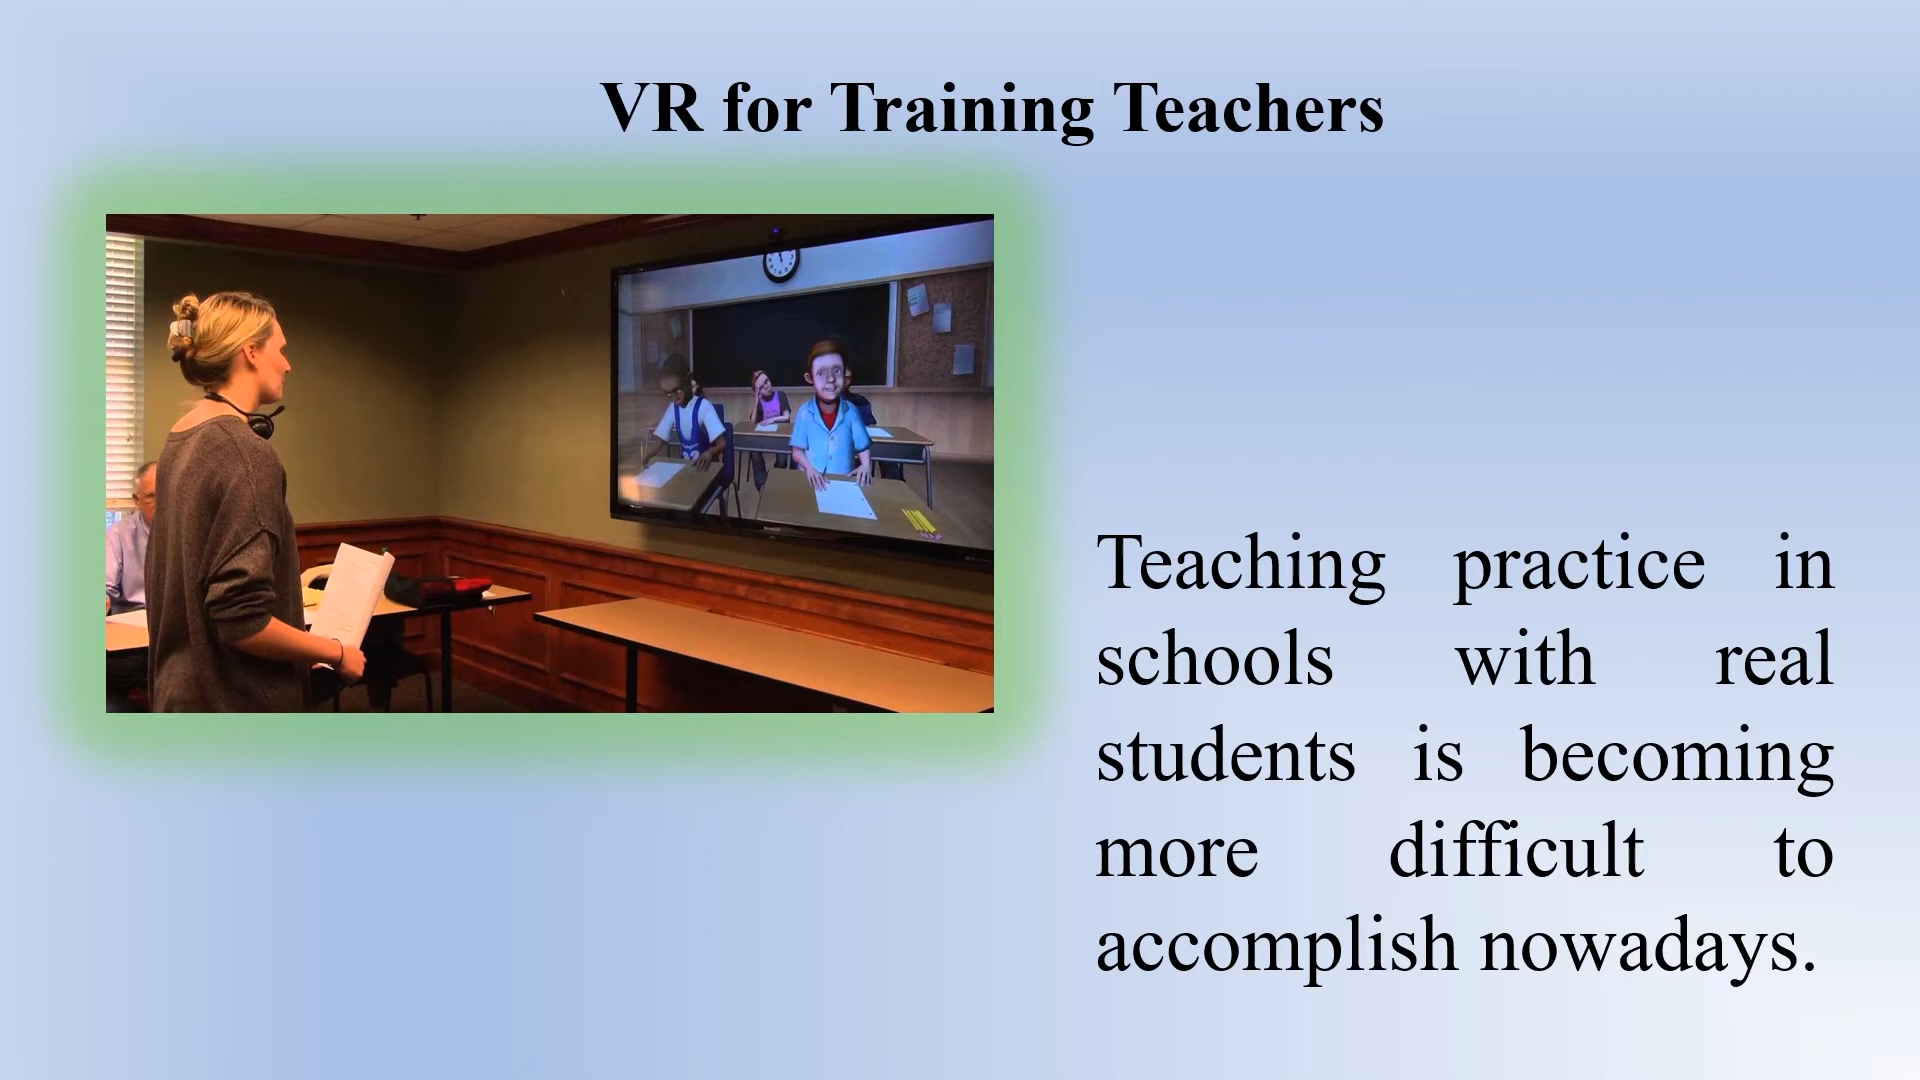 VR for Training Teachers
Teaching practice in
schools with real
students is becoming
more difficult to
accomplish nowadays.